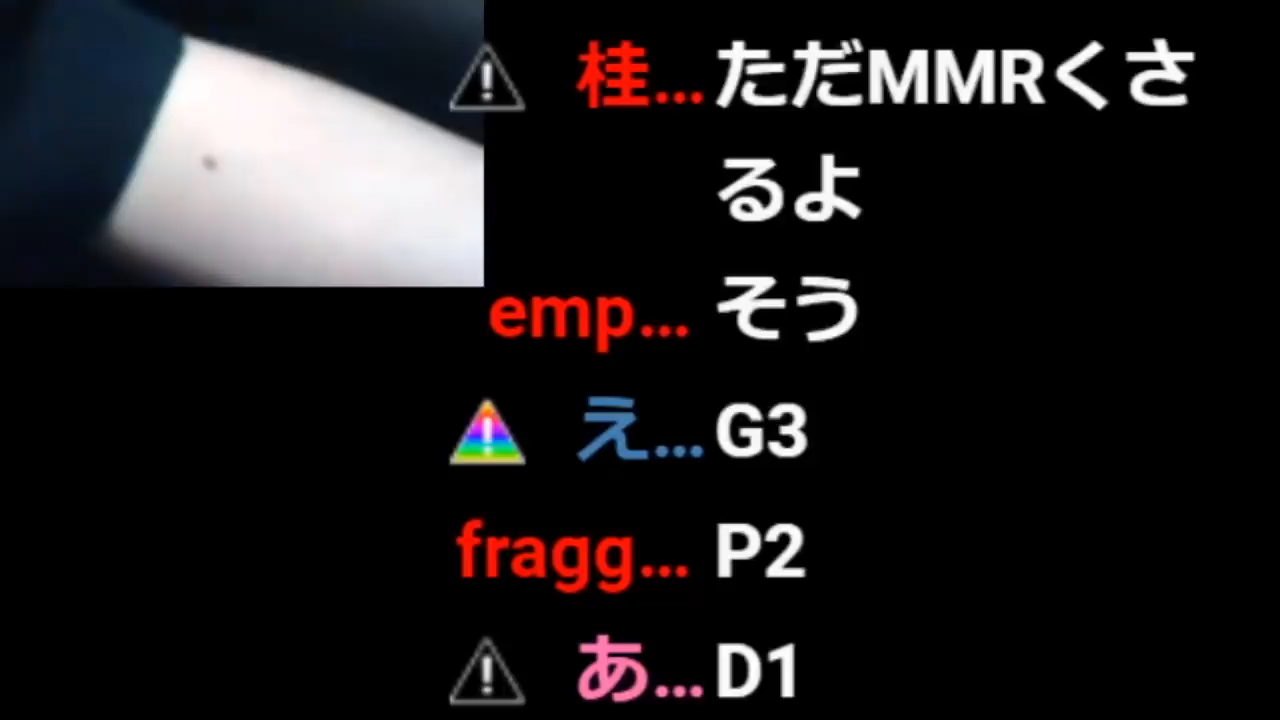 桂… ただMMRくさ
るよ
emp… そう
え… G3
fragg… P2
あ… D1